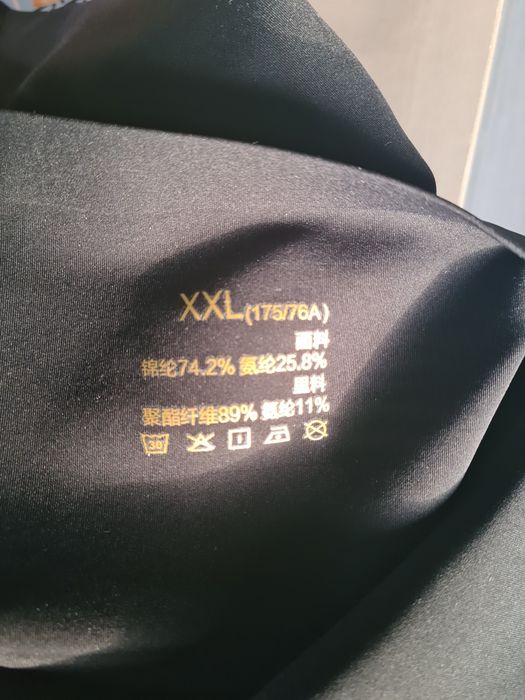 XXL(175/76A)
面料
锦纶74.2% 氨纶25.8%
里料
聚酯纤维89% 氨纶11%
30